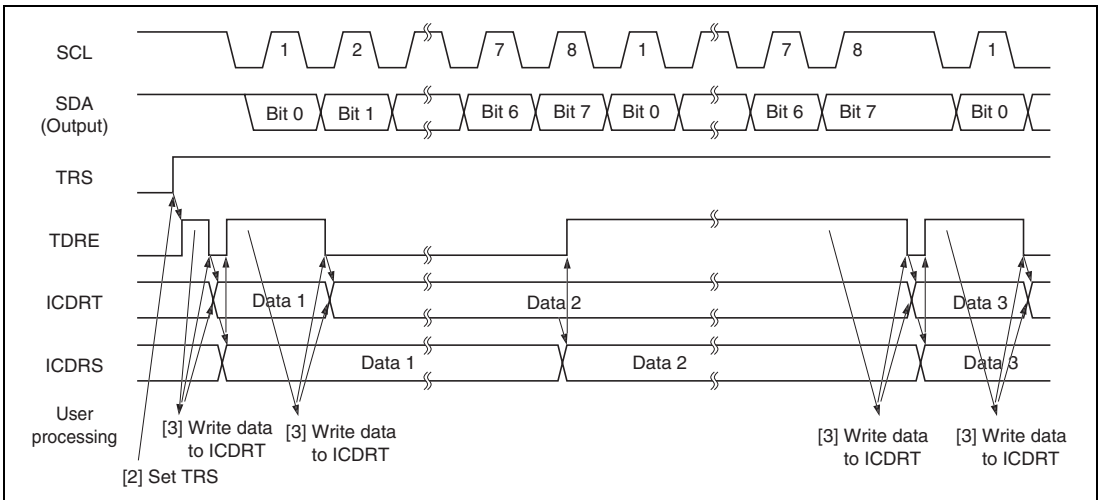 SCL 1 2 7 8 1 7 8 1
SDA
(Output) Bit 0 Bit 1 Bit 6 Bit 7 Bit 0 Bit 6 Bit 7 Bit 0
TRS
TDRE
ICDRT Data 1 Data 2 Data 3
ICDRS Data 1 Data 2 Data 3
User
processing
[3] Write data
to ICDRT
[3] Write data
to ICDRT
[3] Write data
to ICDRT
[3] Write data
to ICDRT
[2] Set TRS